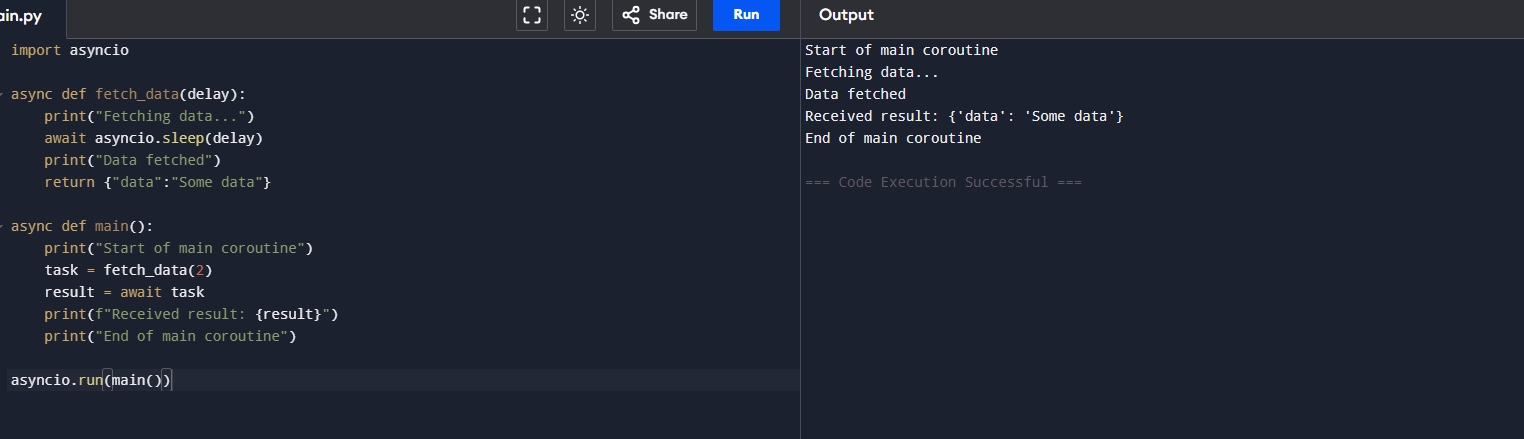 ain.py
Share
Run
Output
import asyncio
async def fetch_data(delay):
    print("Fetching data...")
    await asyncio.sleep(delay)
    print("Data fetched")
    return {"data":"Some data"}
async def main():
    print("Start of main coroutine")
    task = fetch_data(2)
    result = await task
    print(f"Received result: {result}")
    print("End of main coroutine")
asyncio.run(main())
Start of main coroutine
Fetching data...
Data fetched
Received result: {'data': 'Some data'}
End of main coroutine
=== Code Execution Successful ===